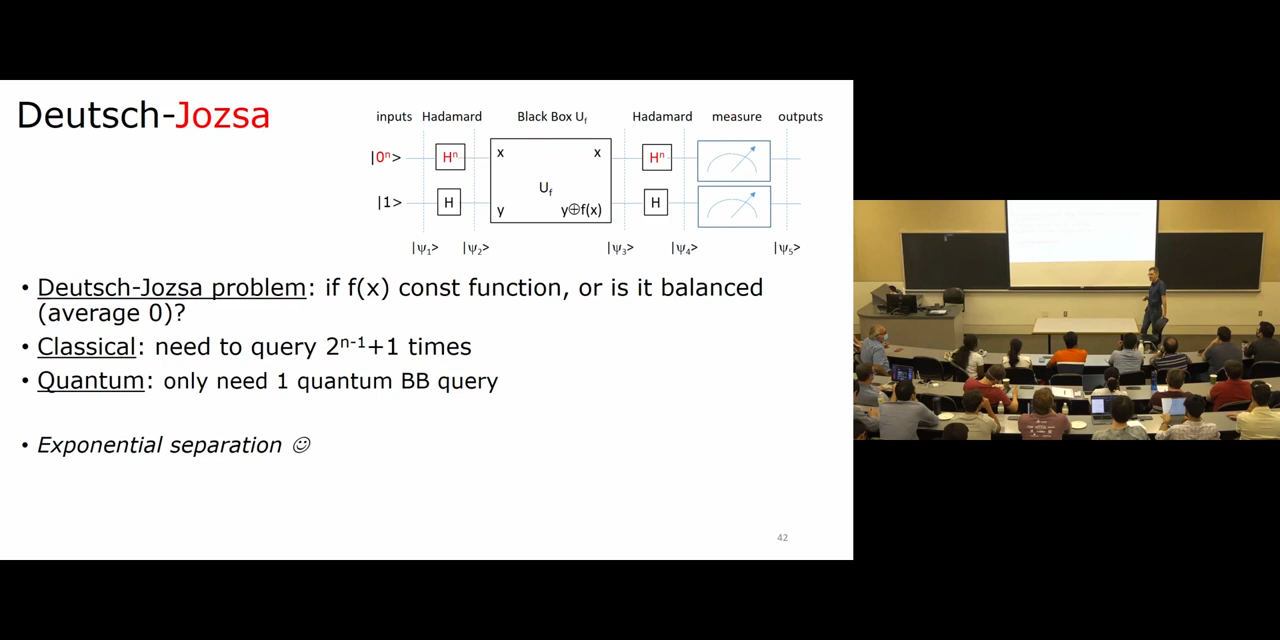 Deutsch-Jozsa
inputs Hadamard Black Box Uf Hadamard measure outputs
|0ⁿ> Hⁿ x x Hⁿ
Uf
|1> H y y⊕f(x) H
|ψ₁> |ψ₂> |ψ₃> |ψ₄> |ψ₅>
• Deutsch-Jozsa problem: if f(x) const function, or is it balanced
(average 0)?
• Classical: need to query 2ⁿ⁻¹+1 times
• Quantum: only need 1 quantum BB query
• Exponential separation ☺
42